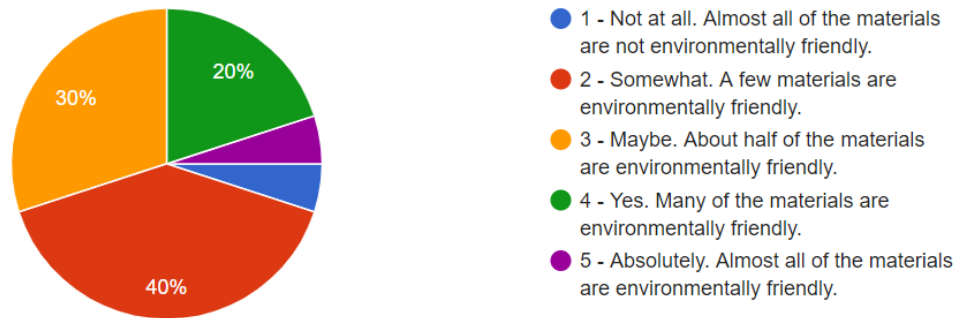 20%
30%
40%
1 - Not at all. Almost all of the materials
are not environmentally friendly.
2 - Somewhat. A few materials are
environmentally friendly.
3 - Maybe. About half of the materials
are environmentally friendly.
4 - Yes. Many of the materials are
environmentally friendly.
5 - Absolutely. Almost all of the materials
are environmentally friendly.